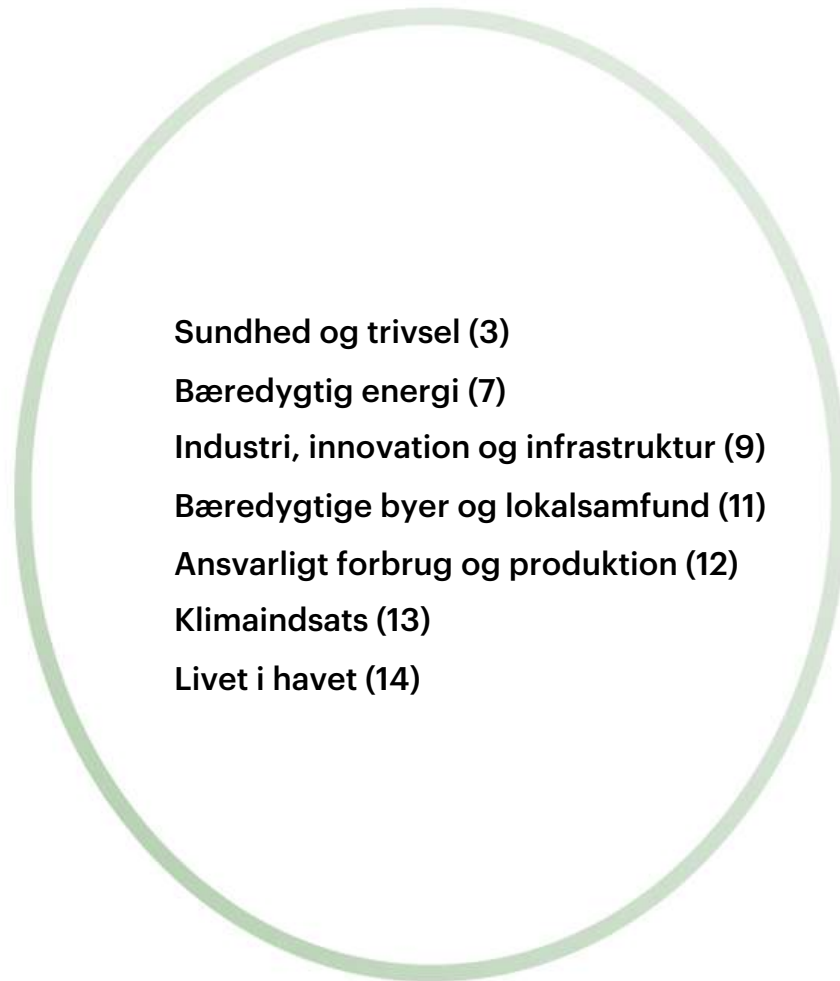 Sundhed og trivsel (3)
Bæredygtig energi (7)
Industri, innovation og infrastruktur (9)
Bæredygtige byer og lokalsamfund (11)
Ansvarligt forbrug og produktion (12)
Klimaindsats (13)
Livet i havet (14)